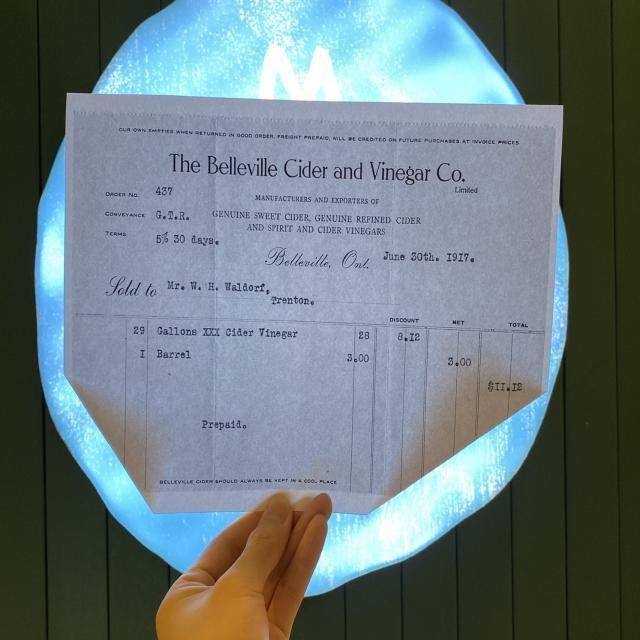 M
OUR OWN EMPTIES WHEN RETURNED IN GOOD ORDER, FREIGHT PREPAID, WILL BE CREDITED ON FUTURE PURCHASES AT INVOICE PRICES
The Belleville Cider and Vinegar Co.
Limited
ORDER NO. 437
MANUFACTURERS AND EXPORTERS OF
CONVEYANCE G.T.R. GENUINE SWEET CIDER, GENUINE REFINED CIDER
AND SPIRIT AND CIDER VINEGARS
TERMS 5% 30 days.
Belleville, Ont. June 30th. 1917.
Sold to Mr. W. H. Waldorf,
Trenton.
DISCOUNT NET TOTAL
29 Gallons XXX Cider Vinegar 28 8.12
I Barrel 3.00 3.00
$11.12
Prepaid.
BELLEVILLE CIDER SHOULD ALWAYS BE KEPT IN A COOL PLACE